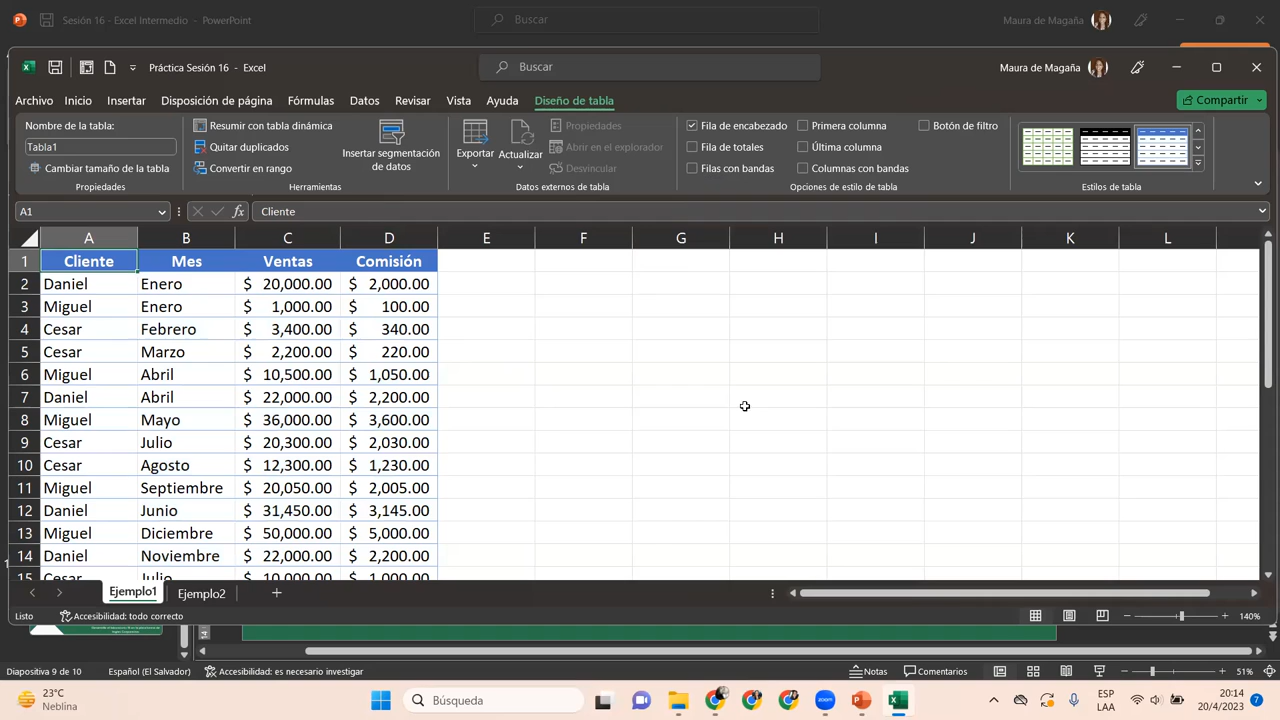 Sesión 16 - Excel Intermedio - PowerPoint
Buscar
Maura de Magaña
Práctica Sesión 16 - Excel
Buscar
Maura de Magaña
Archivo Inicio Insertar Disposición de página Fórmulas Datos Revisar Vista Ayuda Diseño de tabla
Compartir
Nombre de la tabla:
Tabla1
Cambiar tamaño de la tabla
Propiedades
Resumir con tabla dinámica
Quitar duplicados
Convertir en rango
Insertar segmentación
de datos
Herramientas
Exportar
Actualizar
Propiedades
Abrir en el explorador
Desvincular
Datos externos de tabla
Fila de encabezado
Fila de totales
Filas con bandas
Primera columna
Última columna
Columnas con bandas
Botón de filtro
Opciones de estilo de tabla
Estilos de tabla
A1
fx
Cliente
A B C D E F G H I J K L
1 Cliente Mes Ventas Comisión
2 Daniel Enero $ 20,000.00 $ 2,000.00
3 Miguel Enero $ 1,000.00 $ 100.00
4 Cesar Febrero $ 3,400.00 $ 340.00
5 Cesar Marzo $ 2,200.00 $ 220.00
6 Miguel Abril $ 10,500.00 $ 1,050.00
7 Daniel Abril $ 22,000.00 $ 2,200.00
8 Miguel Mayo $ 36,000.00 $ 3,600.00
9 Cesar Julio $ 20,300.00 $ 2,030.00
10 Cesar Agosto $ 12,300.00 $ 1,230.00
11 Miguel Septiembre $ 20,050.00 $ 2,005.00
12 Daniel Junio $ 31,450.00 $ 3,145.00
13 Miguel Diciembre $ 50,000.00 $ 5,000.00
14 Daniel Noviembre $ 22,000.00 $ 2,200.00
15 Cesar Julio $ 10,000.00 $ 1,000.00
Ejemplo1 Ejemplo2
Listo
Accesibilidad: todo correcto
140%
Diapositiva 9 de 10
Español (El Salvador)
Accesibilidad: es necesario investigar
Notas
Comentarios
51%
23°C
Neblina
Búsqueda
ESP
LAA
20:14
20/4/2023
7